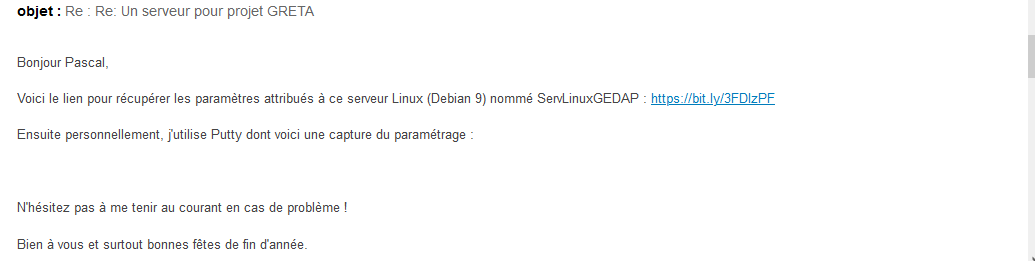 objet : Re : Re: Un serveur pour projet GRETA
Bonjour Pascal,
Voici le lien pour récupérer les paramètres attribués à ce serveur Linux (Debian 9) nommé ServLinuxGEDAP : https://bit.ly/3FDlzPF
Ensuite personnellement, j'utilise Putty dont voici une capture du paramétrage :
N'hésitez pas à me tenir au courant en cas de problème !
Bien à vous et surtout bonnes fêtes de fin d'année.